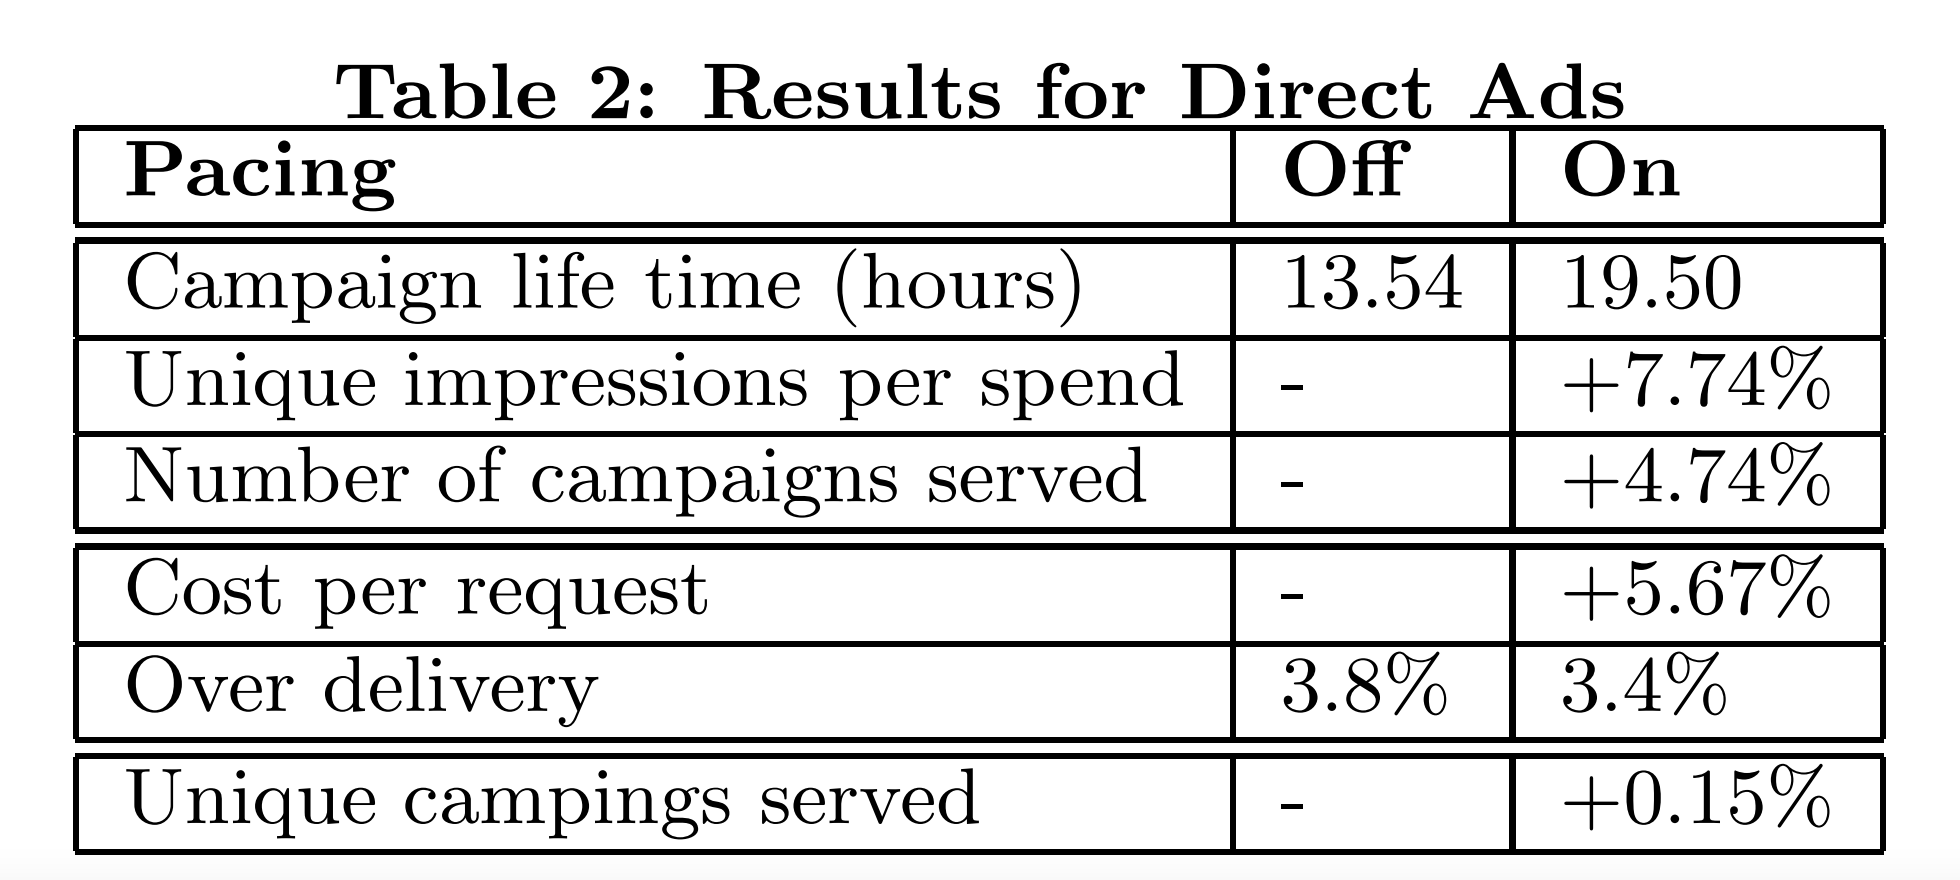 Table 2: Results for Direct Ads
Pacing Off On
Campaign life time (hours) 13.54 19.50
Unique impressions per spend - +7.74%
Number of campaigns served - +4.74%
Cost per request - +5.67%
Over delivery 3.8% 3.4%
Unique campings served - +0.15%